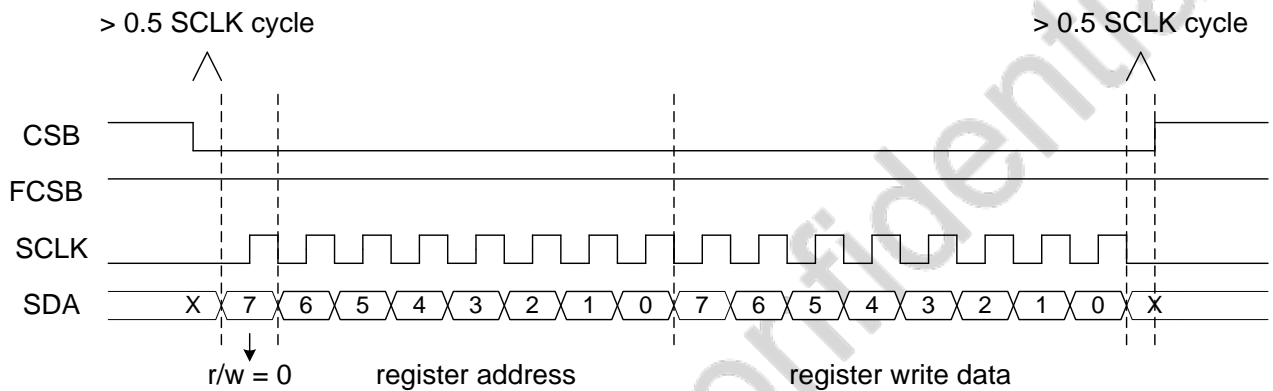 > 0.5 SCLK cycle > 0.5 SCLK cycle
CSB
FCSB
SCLK
SDA X 7 6 5 4 3 2 1 0 7 6 5 4 3 2 1 0 X
r/w = 0 register address register write data